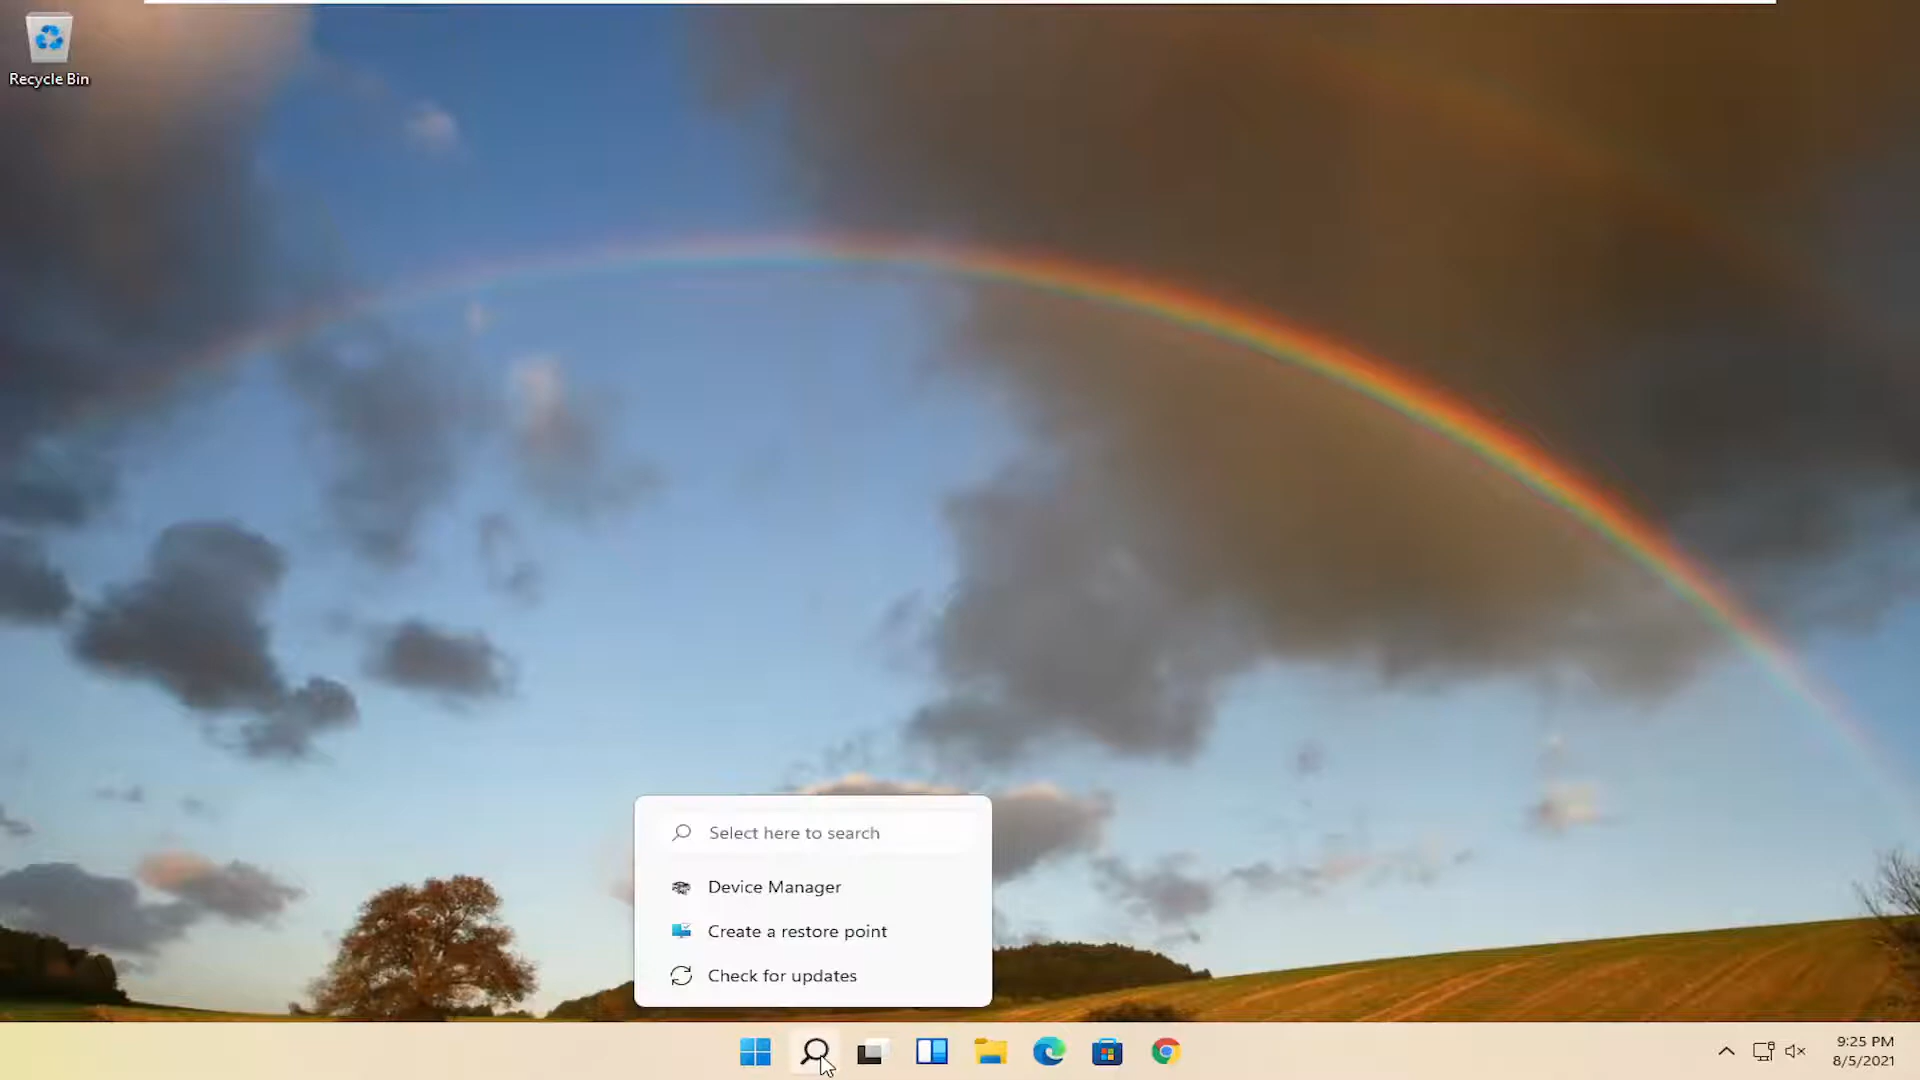 Recycle Bin
Select here to search
Device Manager
Create a restore point
Check for updates
9:25 PM
8/5/2021